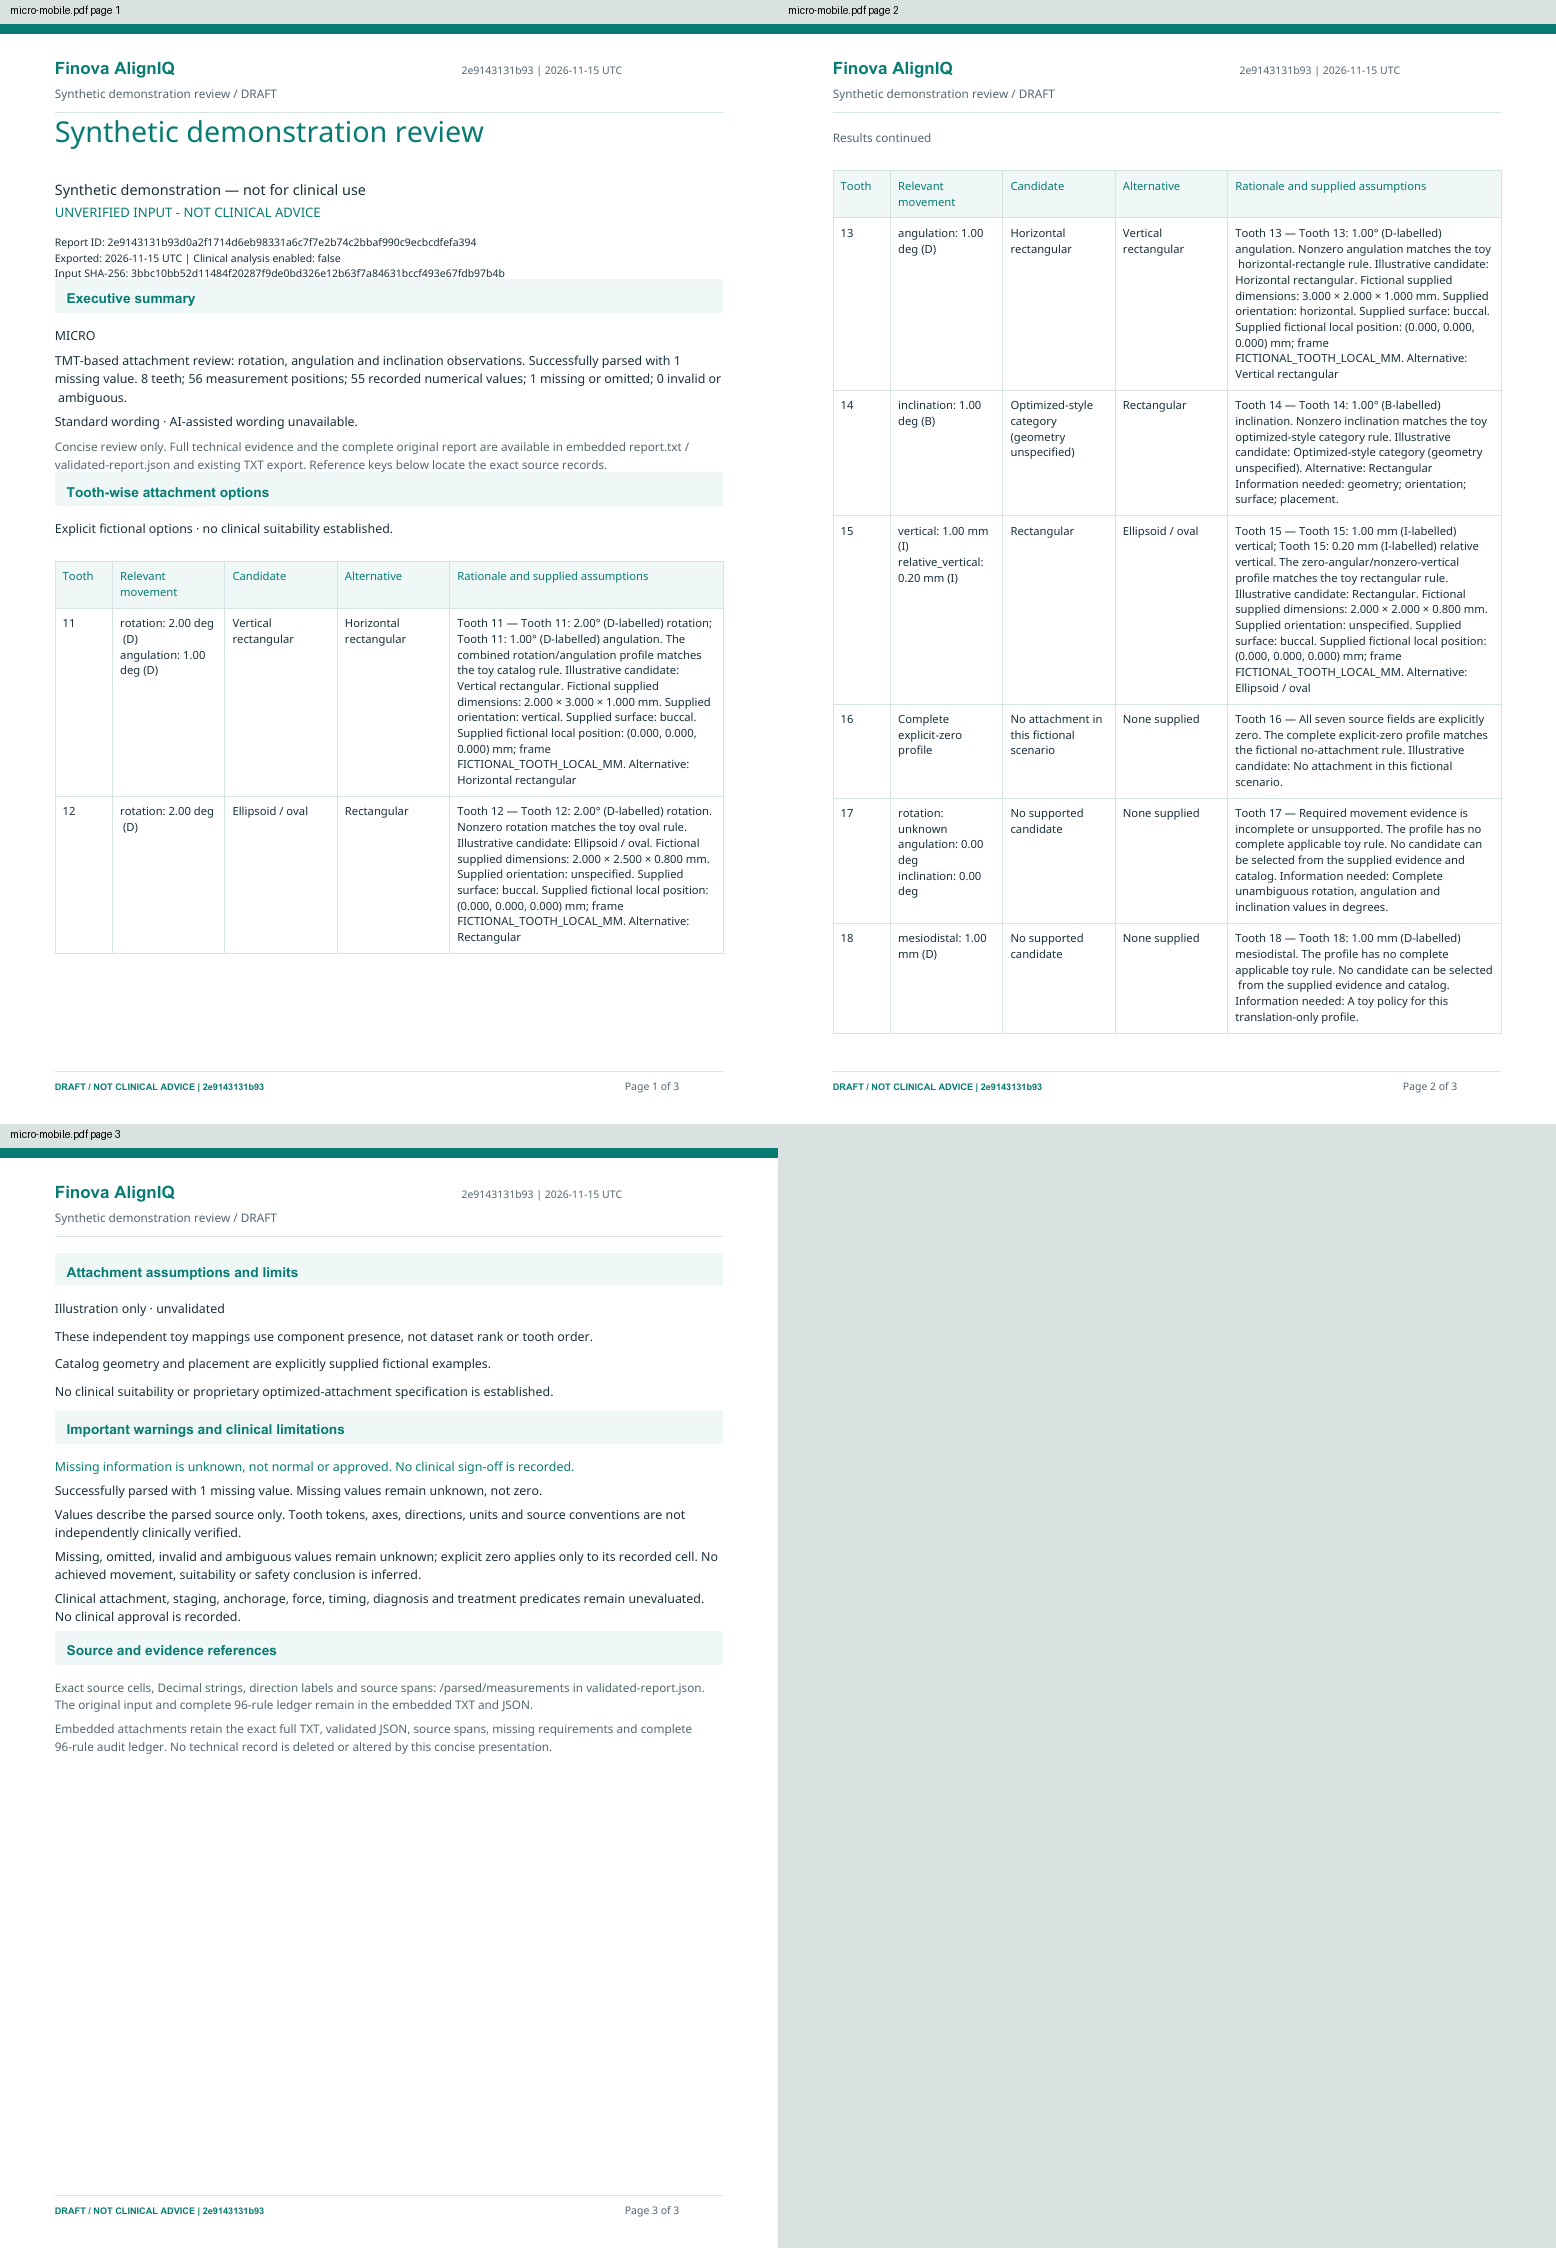 micro-mobile.pdf page 1
Finova AlignIQ
2e9143131b93 | 2026-11-15 UTC
Synthetic demonstration review / DRAFT
Synthetic demonstration review
Synthetic demonstration — not for clinical use
UNVERIFIED INPUT - NOT CLINICAL ADVICE
Report ID: 2e9143131b93d0a2f1714d6eb98331a6c7f7e2b74c2bbaf990c9ecbcdfefa394
Exported: 2026-11-15 UTC | Clinical analysis enabled: false
Input SHA-256: 3bbc10bb52d11484f20287f9de0bd326e12b63f7a84631bccf493e67fdb97b4b
Executive summary
MICRO
TMT-based attachment review: rotation, angulation and inclination observations. Successfully parsed with 1
missing value. 8 teeth; 56 measurement positions; 55 recorded numerical values; 1 missing or omitted; 0 invalid or
ambiguous.
Standard wording · AI-assisted wording unavailable.
Concise review only. Full technical evidence and the complete original report are available in embedded report.txt /
validated-report.json and existing TXT export. Reference keys below locate the exact source records.
Tooth-wise attachment options
Explicit fictional options · no clinical suitability established.
Tooth
Relevant
movement
Candidate
Alternative
Rationale and supplied assumptions
11
rotation: 2.00 deg
(D)
angulation: 1.00
deg (D)
Vertical
rectangular
Horizontal
rectangular
Tooth 11 — Tooth 11: 2.00° (D-labelled) rotation;
Tooth 11: 1.00° (D-labelled) angulation. The
combined rotation/angulation profile matches
the toy catalog rule. Illustrative candidate:
Vertical rectangular. Fictional supplied
dimensions: 2.000 × 3.000 × 1.000 mm. Supplied
orientation: vertical. Supplied surface: buccal.
Supplied fictional local position: (0.000, 0.000,
0.000) mm; frame
FICTIONAL_TOOTH_LOCAL_MM. Alternative:
Horizontal rectangular
12
rotation: 2.00 deg
(D)
Ellipsoid / oval
Rectangular
Tooth 12 — Tooth 12: 2.00° (D-labelled) rotation.
Nonzero rotation matches the toy oval rule.
Illustrative candidate: Ellipsoid / oval. Fictional
supplied dimensions: 2.000 × 2.500 × 0.800 mm.
Supplied orientation: unspecified. Supplied
surface: buccal. Supplied fictional local position:
(0.000, 0.000, 0.000) mm; frame
FICTIONAL_TOOTH_LOCAL_MM. Alternative:
Rectangular
DRAFT / NOT CLINICAL ADVICE | 2e9143131b93
Page 1 of 3
micro-mobile.pdf page 2
Finova AlignIQ
2e9143131b93 | 2026-11-15 UTC
Synthetic demonstration review / DRAFT
Results continued
Tooth
Relevant
movement
Candidate
Alternative
Rationale and supplied assumptions
13
angulation: 1.00
deg (D)
Horizontal
rectangular
Vertical
rectangular
Tooth 13 — Tooth 13: 1.00° (D-labelled)
angulation. Nonzero angulation matches the toy
horizontal-rectangle rule. Illustrative candidate:
Horizontal rectangular. Fictional supplied
dimensions: 3.000 × 2.000 × 1.000 mm. Supplied
orientation: horizontal. Supplied surface: buccal.
Supplied fictional local position: (0.000, 0.000,
0.000) mm; frame
FICTIONAL_TOOTH_LOCAL_MM. Alternative:
Vertical rectangular
14
inclination: 1.00
deg (B)
Optimized-style
category
(geometry
unspecified)
Rectangular
Tooth 14 — Tooth 14: 1.00° (B-labelled)
inclination. Nonzero inclination matches the toy
optimized-style category rule. Illustrative
candidate: Optimized-style category (geometry
unspecified). Alternative: Rectangular
Information needed: geometry; orientation;
surface; placement.
15
vertical: 1.00 mm
(I)
relative_vertical:
0.20 mm (I)
Rectangular
Ellipsoid / oval
Tooth 15 — Tooth 15: 1.00 mm (I-labelled)
vertical; Tooth 15: 0.20 mm (I-labelled) relative
vertical. The zero-angular/nonzero-vertical
profile matches the toy rectangular rule.
Illustrative candidate: Rectangular. Fictional
supplied dimensions: 2.000 × 2.000 × 0.800 mm.
Supplied orientation: unspecified. Supplied
surface: buccal. Supplied fictional local position:
(0.000, 0.000, 0.000) mm; frame
FICTIONAL_TOOTH_LOCAL_MM. Alternative:
Ellipsoid / oval
16
Complete
explicit-zero
profile
No attachment in
this fictional
scenario
None supplied
Tooth 16 — All seven source fields are explicitly
zero. The complete explicit-zero profile matches
the fictional no-attachment rule. Illustrative
candidate: No attachment in this fictional
scenario.
17
rotation:
unknown
angulation: 0.00
deg
inclination: 0.00
deg
No supported
candidate
None supplied
Tooth 17 — Required movement evidence is
incomplete or unsupported. The profile has no
complete applicable toy rule. No candidate can
be selected from the supplied evidence and
catalog. Information needed: Complete
unambiguous rotation, angulation and
inclination values in degrees.
18
mesiodistal: 1.00
mm (D)
No supported
candidate
None supplied
Tooth 18 — Tooth 18: 1.00 mm (D-labelled)
mesiodistal. The profile has no complete
applicable toy rule. No candidate can be selected
from the supplied evidence and catalog.
Information needed: A toy policy for this
translation-only profile.
DRAFT / NOT CLINICAL ADVICE | 2e9143131b93
Page 2 of 3
micro-mobile.pdf page 3
Finova AlignIQ
2e9143131b93 | 2026-11-15 UTC
Synthetic demonstration review / DRAFT
Attachment assumptions and limits
Illustration only · unvalidated
These independent toy mappings use component presence, not dataset rank or tooth order.
Catalog geometry and placement are explicitly supplied fictional examples.
No clinical suitability or proprietary optimized-attachment specification is established.
Important warnings and clinical limitations
Missing information is unknown, not normal or approved. No clinical sign-off is recorded.
Successfully parsed with 1 missing value. Missing values remain unknown, not zero.
Values describe the parsed source only. Tooth tokens, axes, directions, units and source conventions are not
independently clinically verified.
Missing, omitted, invalid and ambiguous values remain unknown; explicit zero applies only to its recorded cell. No
achieved movement, suitability or safety conclusion is inferred.
Clinical attachment, staging, anchorage, force, timing, diagnosis and treatment predicates remain unevaluated.
No clinical approval is recorded.
Source and evidence references
Exact source cells, Decimal strings, direction labels and source spans: /parsed/measurements in validated-report.json.
The original input and complete 96-rule ledger remain in the embedded TXT and JSON.
Embedded attachments retain the exact full TXT, validated JSON, source spans, missing requirements and complete
96-rule audit ledger. No technical record is deleted or altered by this concise presentation.
DRAFT / NOT CLINICAL ADVICE | 2e9143131b93
Page 3 of 3